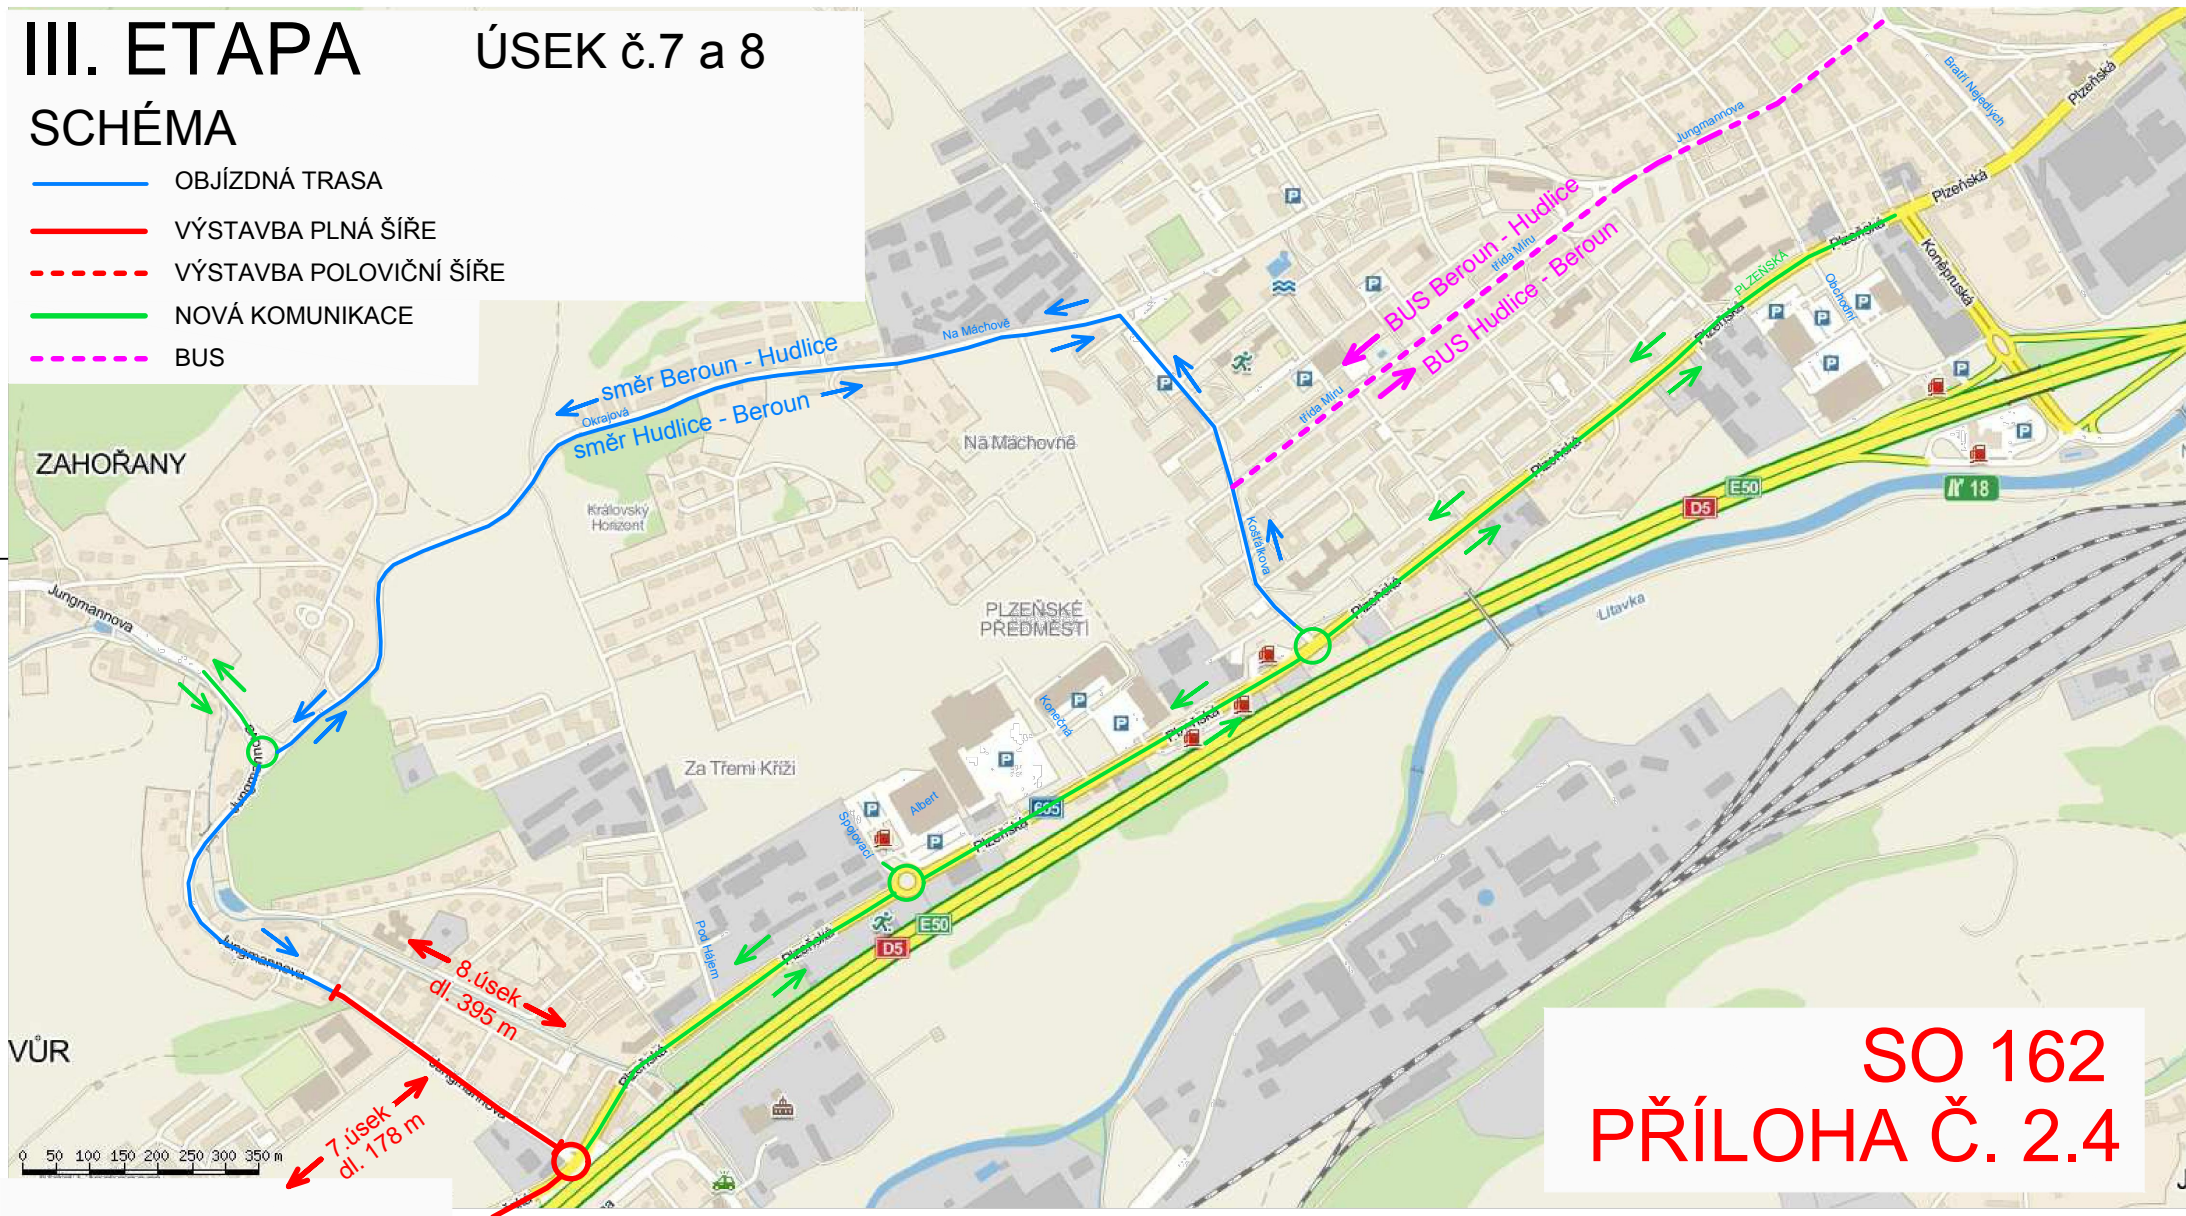 III. ETAPA
ÚSEK č.7 a 8
SCHÉMA
OBJÍZDNÁ TRASA
VÝSTAVBA PLNÁ ŠÍŘE
VÝSTAVBA POLOVIČNÍ ŠÍŘE
NOVÁ KOMUNIKACE
BUS
Plzeňská
Bratří Nejedlých
Jungmannova
Plzeňská
BUS Beroun - Hudlice
třída Míru
BUS Hudlice - Beroun
třída Míru
Plzeňská
PLZEŇSKÁ
Koněpruská
Obchodní
Plzeňská
Na Máchově
směr Beroun - Hudlice
Okrajová
směr Hudlice - Beroun
Na Máchovně
ZAHOŘANY
Plzeňská
E50
D5
18
Královský
Horizont
Košťálkova
Jungmannova
PLZEŇSKÉ
PŘEDMĚSTÍ
Plzeňská
Litavka
Konečná
Plzeňská
Jungmannova
Za Třemi Kříži
Albert
Spojovací
605
Plzeňská
E50
D5
Plzeňská
Pod Hájem
Jungmannova
8.úsek
dl. 395 m
VŮR
Plzeňská
Jungmannova
7.úsek
dl. 178 m
0 50 100 150 200 250 300 350 m
SO 162
PŘÍLOHA Č. 2.4